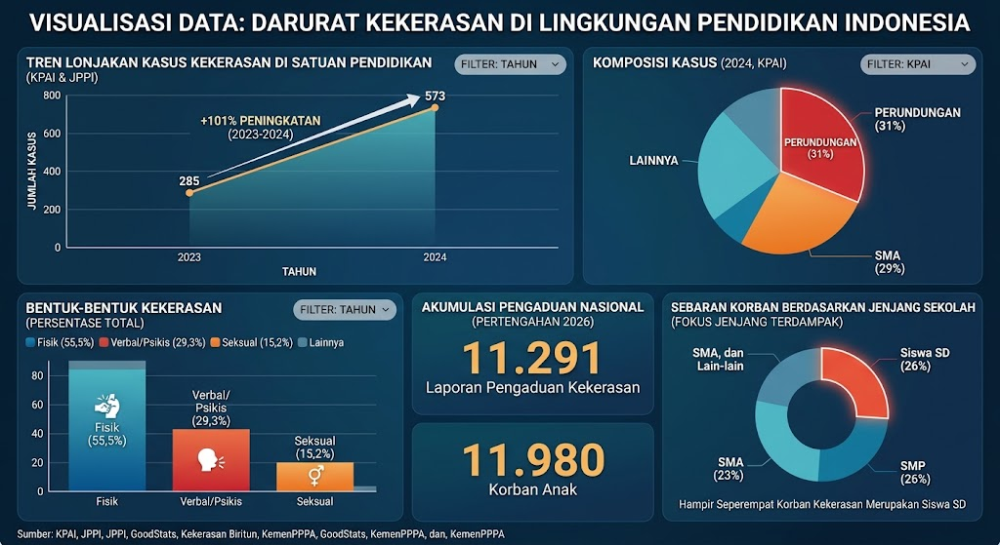 VISUALISASI DATA: DARURAT KEKERASAN DI LINGKUNGAN PENDIDIKAN INDONESIA
TREN LONJAKAN KASUS KEKERASAN DI SATUAN PENDIDIKAN
(KPAI & JPPI)
FILTER: TAHUN
JUMLAH KASUS
800
600
400
200
0
285
+101% PENINGKATAN
(2023-2024)
573
2023
2024
TAHUN
KOMPOSISI KASUS (2024, KPAI)
FILTER: KPAI
PERUNDUNGAN
(31%)
PERUNDUNGAN
(31%)
LAINNYA
SMA
(29%)
BENTUK-BENTUK KEKERASAN
(PERSENTASE TOTAL)
FILTER: TAHUN
Fisik (55,5%)
Verbal/Psikis (29,3%)
Seksual (15,2%)
Lainnya
80
60
40
20
0
Fisik
(55,5%)
Verbal/
Psikis
(29,3%)
Seksual
(15,2%)
Fisik
Verbal/Psikis
Seksual
AKUMULASI PENGADUAN NASIONAL
(PERTENGAHAN 2026)
11.291
Laporan Pengaduan Kekerasan
11.980
Korban Anak
SEBARAN KORBAN BERDASARKAN JENJANG SEKOLAH
(FOKUS JENJANG TERDAMPAK)
SMA, dan
Lain-lain
Siswa SD
(26%)
SMA
(23%)
SMP
(26%)
Hampir Seperempat Korban Kekerasan Merupakan Siswa SD
Sumber: KPAI, JPPI, JPPI, GoodStats, Kekerasan Biritun, KemenPPPA, GoodStats, KemenPPPA, dan, KemenPPPA